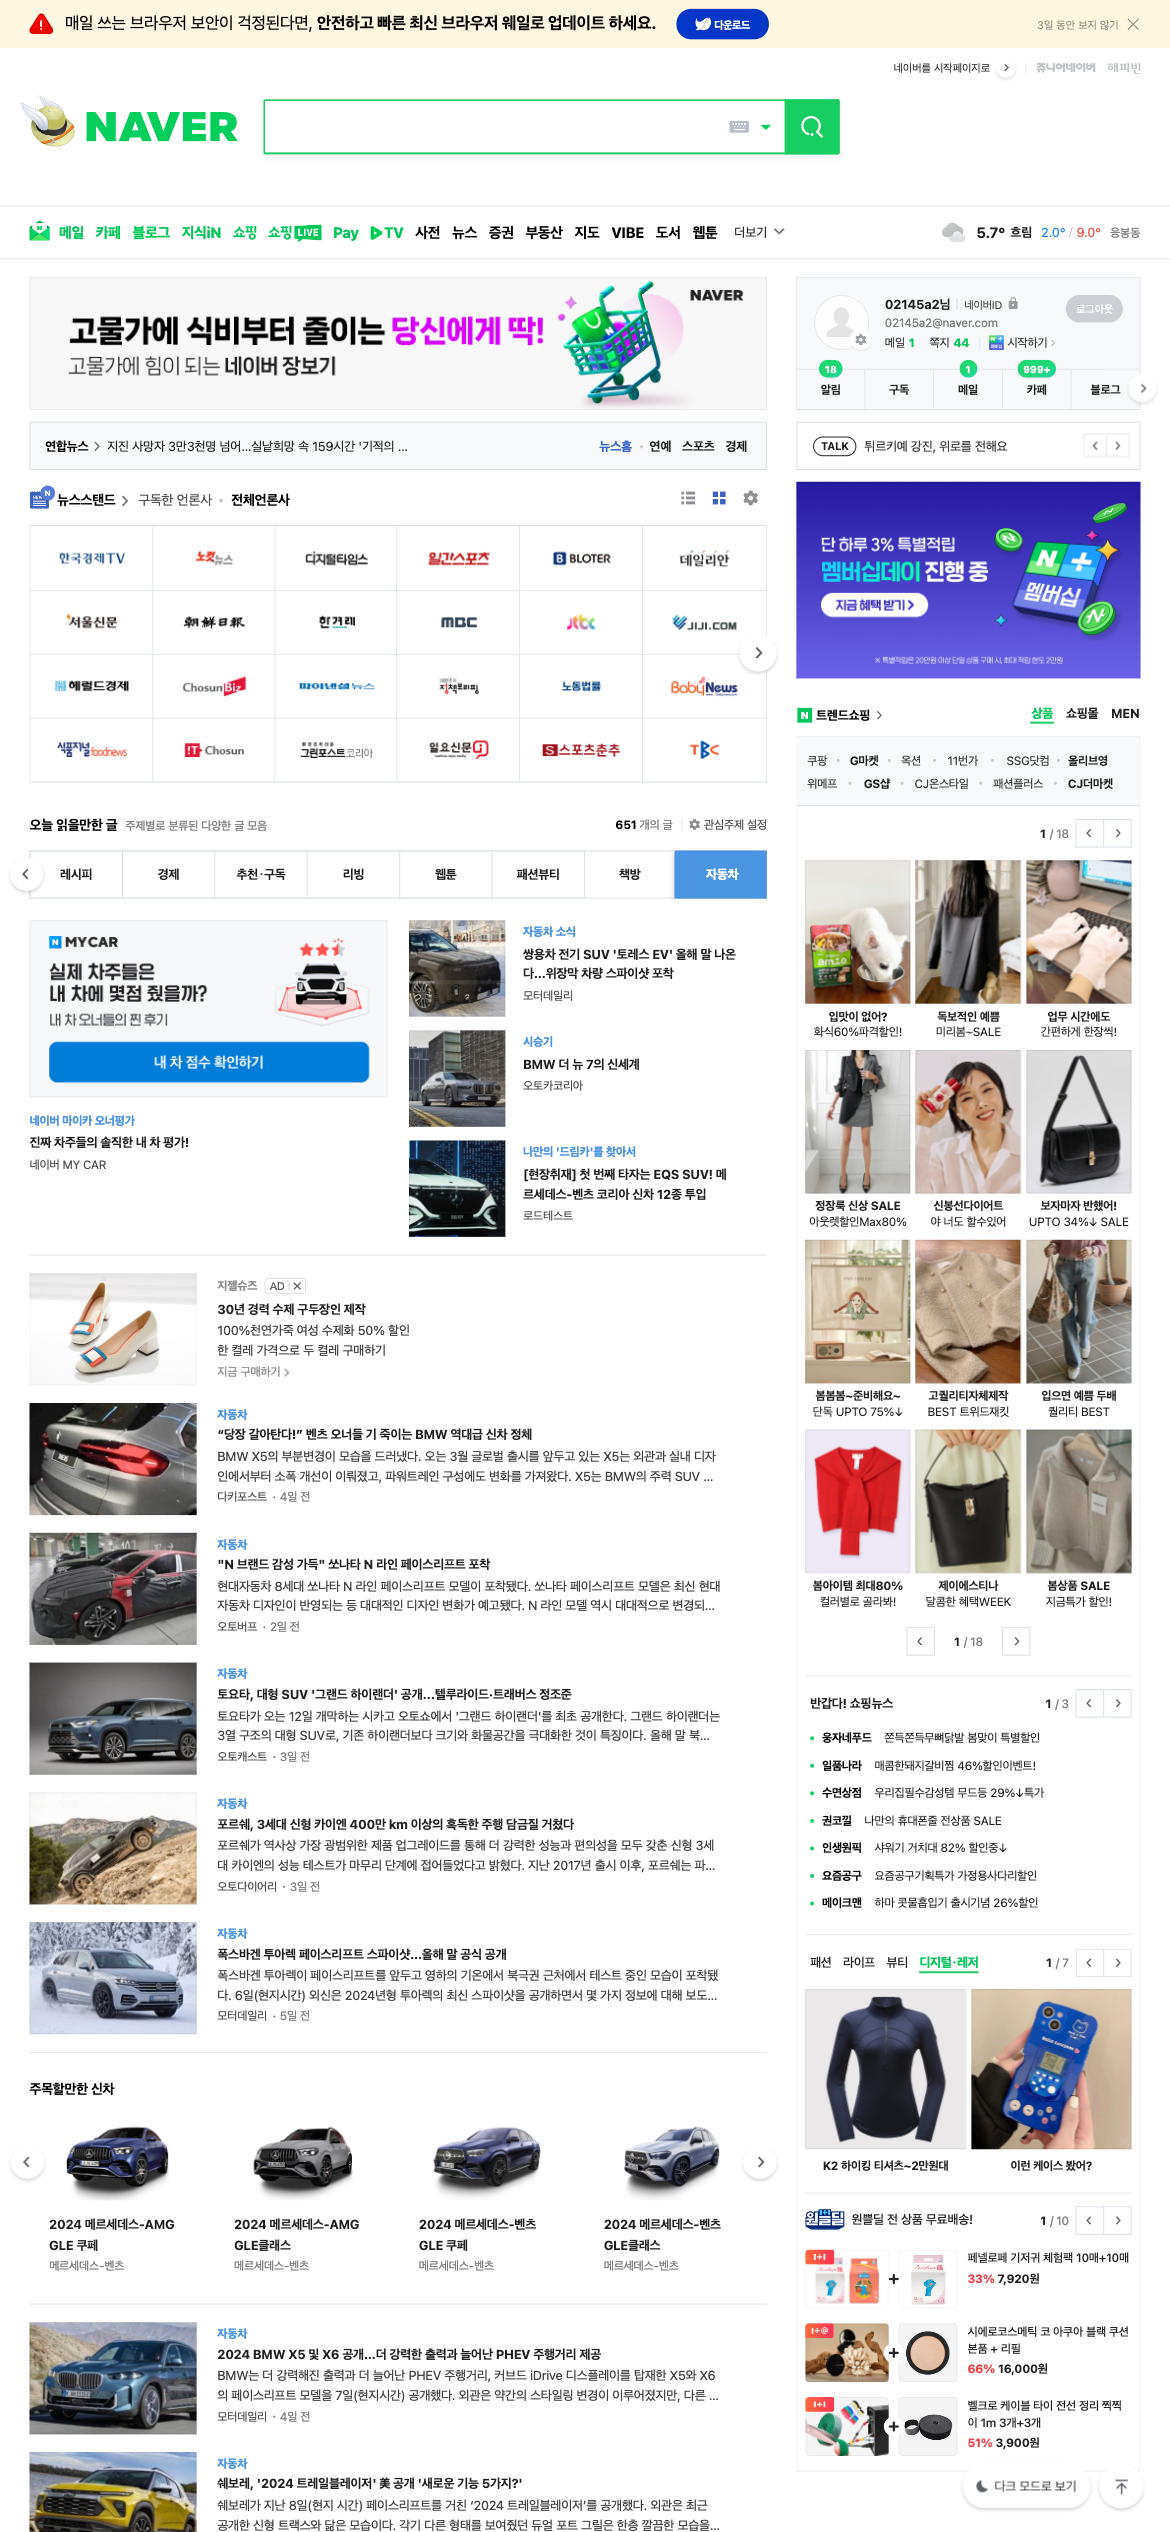 매일 쓰는 브라우저 보안이 걱정된다면, 안전하고 빠른 최신 브라우저 웨일로 업데이트 하세요.
다운로드
3일 동안 보지 않기
네이버를 시작페이지로
쥬니어네이버 해피빈
NAVER
메일 카페 블로그 지식iN 쇼핑 쇼핑LIVE Pay TV 사전 뉴스 증권 부동산 지도 VIBE 도서 웹툰 더보기
5.7° 흐림 2.0° / 9.0° 응봉동
NAVER
고물가에 식비부터 줄이는 당신에게 딱!
고물가에 힘이 되는 네이버 장보기
02145a2님 네이버ID
로그아웃
02145a2@naver.com
메일 1 쪽지 44 시작하기
18 1 999+
알림 구독 메일 카페 블로그
연합뉴스 지진 사망자 3만3천명 넘어...실낱희망 속 159시간 '기적의 ...
뉴스홈 연예 스포츠 경제
TALK 튀르키예 강진, 위로를 전해요
뉴스스탠드 구독한 언론사 전체언론사
한국경제TV 노컷뉴스 디지털타임스 일간스포츠 BLOTER 데일리안
서울신문 朝鮮日報 한겨레 MBC jtbc JIJI.COM
헤럴드경제 ChosunBiz 파이낸셜뉴스 정책브리핑 노동법률 BabyNews
식품저널foodnews IT Chosun 그린포스트코리아 일요신문 스포츠춘추 TBC
단 하루 3% 특별적립
멤버십데이 진행 중
지금 혜택 받기
N +
멤버십
※ 특별적립은 20만원 이상 단일 상품 구매 시, 최대 적립 한도 2만원
트렌드쇼핑
상품 쇼핑몰 MEN
쿠팡 G마켓 옥션 11번가 SSG닷컴 올리브영
위메프 GS샵 CJ온스타일 패션플러스 CJ더마켓
1 / 18
입맛이 없어? 독보적인 예쁨 업무 시간에도
화식60%파격할인! 미리봄~SALE 간편하게 한장씩!
정장룩 신상 SALE 신봉선다이어트 보자마자 반했어!
아웃렛할인Max80% 야 너도 할수있어 UPTO 34%↓ SALE
봄봄봄~준비해요~ 고퀄리티자체제작 입으면 예쁨 두배
단독 UPTO 75%↓ BEST 트위드재킷 퀄리티 BEST
봄아이템 최대80% 제이에스티나 봄상품 SALE
컬러별로 골라봐! 달콤한 혜택WEEK 지금특가 할인!
1 / 18
반갑다! 쇼핑뉴스
1 / 3
웅자네푸드 쫀득쫀득무뼈닭발 봄맞이 특별할인
일품나라 매콤한돼지갈비찜 46%할인이벤트!
수면상점 우리집필수감성템 무드등 29%↓특가
권코낄 나만의 휴대폰줄 전상품 SALE
인생원픽 샤워기 거치대 82% 할인중↓
요즘공구 요즘공구기획특가 가정용사다리할인
메이크맨 하마 콧물흡입기 출시기념 26%할인
패션 라이프 뷰티 디지털·레저
1 / 7
K2 하이킹 티셔츠~2만원대 이런 케이스 봤어?
원쁠딜 원쁠딜 전 상품 무료배송!
1 / 10
1+1
페넬로페 기저귀 체험팩 10매+10매
33% 7,920원
1+@
시에로코스메틱 코 아쿠아 블랙 쿠션 본품 + 리필
66% 16,000원
1+1
벨크로 케이블 타이 전선 정리 찍찍이 1m 3개+3개
51% 3,900원
오늘 읽을만한 글 주제별로 분류된 다양한 글 모음
651 개의 글 관심주제 설정
레시피 경제 추천·구독 리빙 웹툰 패션뷰티 책방 자동차
N MYCAR
실제 차주들은
내 차에 몇점 줬을까?
내 차 오너들의 찐 후기
내 차 점수 확인하기
네이버 마이카 오너평가
진짜 차주들의 솔직한 내 차 평가!
네이버 MY CAR
자동차 소식
쌍용차 전기 SUV '토레스 EV' 올해 말 나온
다...위장막 차량 스파이샷 포착
모터데일리
시승기
BMW 더 뉴 7의 신세계
오토카코리아
나만의 '드림카'를 찾아서
[현장취재] 첫 번째 타자는 EQS SUV! 메
르세데스-벤츠 코리아 신차 12종 투입
로드테스트
지젤슈즈 AD
30년 경력 수제 구두장인 제작
100%천연가죽 여성 수제화 50% 할인
한 컬레 가격으로 두 컬레 구매하기
지금 구매하기
자동차
“당장 갈아탄다!” 벤츠 오너들 기 죽이는 BMW 역대급 신차 정체
BMW X5의 부분변경이 모습을 드러냈다. 오는 3월 글로벌 출시를 앞두고 있는 X5는 외관과 실내 디자
인에서부터 소폭 개선이 이뤄졌고, 파워트레인 구성에도 변화를 가져왔다. X5는 BMW의 주력 SUV ...
다키포스트 · 4일 전
자동차
"N 브랜드 감성 가득" 쏘나타 N 라인 페이스리프트 포착
현대자동차 8세대 쏘나타 N 라인 페이스리프트 모델이 포착됐다. 쏘나타 페이스리프트 모델은 최신 현대
자동차 디자인이 반영되는 등 대대적인 디자인 변화가 예고됐다. N 라인 모델 역시 대대적으로 변경되...
오토버프 · 2일 전
자동차
토요타, 대형 SUV '그랜드 하이랜더' 공개...텔루라이드·트래버스 정조준
토요타가 오는 12일 개막하는 시카고 오토쇼에서 '그랜드 하이랜더'를 최초 공개한다. 그랜드 하이랜더는
3열 구조의 대형 SUV로, 기존 하이랜더보다 크기와 화물공간을 극대화한 것이 특징이다. 올해 말 북...
오토캐스트 · 3일 전
자동차
포르쉐, 3세대 신형 카이엔 400만 km 이상의 혹독한 주행 담금질 거쳤다
포르쉐가 역사상 가장 광범위한 제품 업그레이드를 통해 더 강력한 성능과 편의성을 모두 갖춘 신형 3세
대 카이엔의 성능 테스트가 마무리 단계에 접어들었다고 밝혔다. 지난 2017년 출시 이후, 포르쉐는 파...
오토다이어리 · 3일 전
자동차
폭스바겐 투아렉 페이스리프트 스파이샷...올해 말 공식 공개
폭스바겐 투아렉이 페이스리프트를 앞두고 영하의 기온에서 북극권 근처에서 테스트 중인 모습이 포착됐
다. 6일(현지시간) 외신은 2024년형 투아렉의 최신 스파이샷을 공개하면서 몇 가지 정보에 대해 보도...
모터데일리 · 5일 전
주목할만한 신차
2024 메르세데스-AMG 2024 메르세데스-AMG 2024 메르세데스-벤츠 2024 메르세데스-벤츠
GLE 쿠페 GLE클래스 GLE 쿠페 GLE클래스
메르세데스-벤츠 메르세데스-벤츠 메르세데스-벤츠 메르세데스-벤츠
자동차
2024 BMW X5 및 X6 공개...더 강력한 출력과 늘어난 PHEV 주행거리 제공
BMW는 더 강력해진 출력과 더 늘어난 PHEV 주행거리, 커브드 iDrive 디스플레이를 탑재한 X5와 X6
의 페이스리프트 모델을 7일(현지시간) 공개했다. 외관은 약간의 스타일링 변경이 이루어졌지만, 다른 ...
모터데일리 · 4일 전
자동차
쉐보레, '2024 트레일블레이저' 美 공개 '새로운 기능 5가지?'
쉐보레가 지난 8일(현지 시간) 페이스리프트를 거친 ‘2024 트레일블레이저’를 공개했다. 외관은 최근
공개한 신형 트랙스와 닮은 모습이다. 각기 다른 형태를 보여줬던 듀얼 포트 그릴은 한층 깔끔한 모습을...
다크 모드로 보기